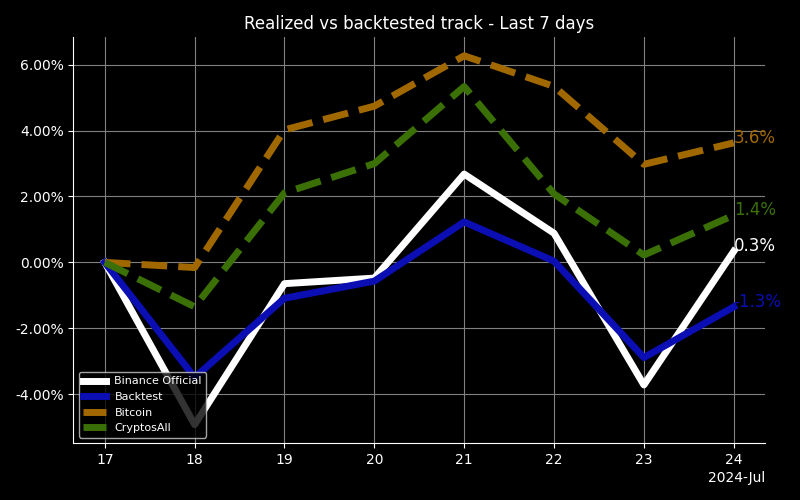 Realized vs backtested track - Last 7 days
6.00%
4.00%
2.00%
0.00%
-2.00%
-4.00%
3.6%
1.4%
0.3%
-1.3%
Binance Official
Backtest
Bitcoin
CryptosAll
17 18 19 20 21 22 23 24
2024-Jul